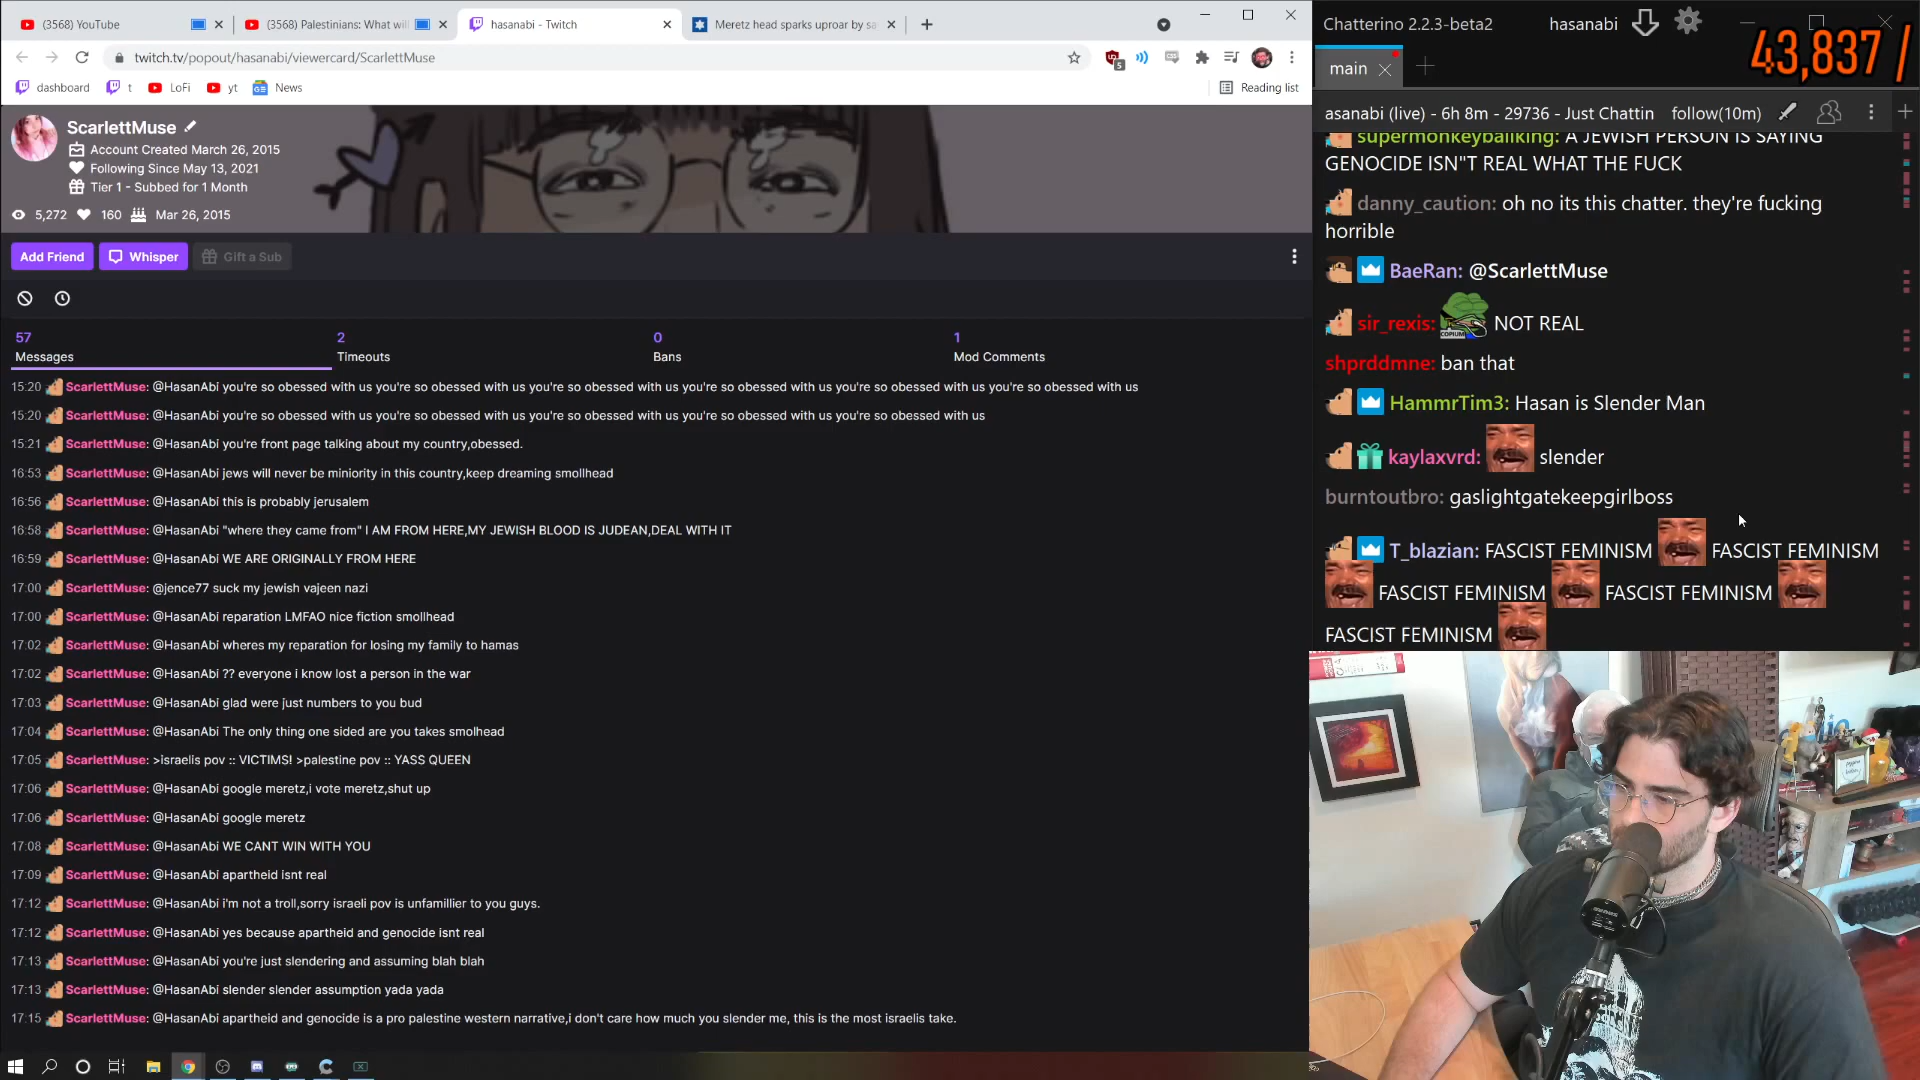 (3568) YouTube
(3568) Palestinians: What will
hasanabi - Twitch
Meretz head sparks uproar by sa
twitch.tv/popout/hasanabi/viewercard/ScarlettMuse
5
dashboard
t
LoFi
yt
News
Reading list
ScarlettMuse
Account Created March 26, 2015
Following Since May 13, 2021
Tier 1 - Subbed for 1 Month
5,272 160 Mar 26, 2015
Add Friend
Whisper
Gift a Sub
57
Messages
2
Timeouts
0
Bans
1
Mod Comments
15:20 ScarlettMuse: @HasanAbi you're so obessed with us you're so obessed with us you're so obessed with us you're so obessed with us you're so obessed with us you're so obessed with us
15:20 ScarlettMuse: @HasanAbi you're so obessed with us you're so obessed with us you're so obessed with us you're so obessed with us you're so obessed with us
15:21 ScarlettMuse: @HasanAbi you're front page talking about my country,obessed.
16:53 ScarlettMuse: @HasanAbi jews will never be miniority in this country,keep dreaming smollhead
16:56 ScarlettMuse: @HasanAbi this is probably jerusalem
16:58 ScarlettMuse: @HasanAbi "where they came from" I AM FROM HERE,MY JEWISH BLOOD IS JUDEAN,DEAL WITH IT
16:59 ScarlettMuse: @HasanAbi WE ARE ORIGINALLY FROM HERE
17:00 ScarlettMuse: @jence77 suck my jewish vajeen nazi
17:00 ScarlettMuse: @HasanAbi reparation LMFAO nice fiction smollhead
17:02 ScarlettMuse: @HasanAbi wheres my reparation for losing my family to hamas
17:02 ScarlettMuse: @HasanAbi ?? everyone i know lost a person in the war
17:03 ScarlettMuse: @HasanAbi glad were just numbers to you bud
17:04 ScarlettMuse: @HasanAbi The only thing one sided are you takes smolhead
17:05 ScarlettMuse: >israelis pov :: VICTIMS! >palestine pov :: YASS QUEEN
17:06 ScarlettMuse: @HasanAbi google meretz,i vote meretz,shut up
17:06 ScarlettMuse: @HasanAbi google meretz
17:08 ScarlettMuse: @HasanAbi WE CANT WIN WITH YOU
17:09 ScarlettMuse: @HasanAbi apartheid isnt real
17:12 ScarlettMuse: @HasanAbi i'm not a troll,sorry israeli pov is unfamillier to you guys.
17:12 ScarlettMuse: @HasanAbi yes because apartheid and genocide isnt real
17:13 ScarlettMuse: @HasanAbi you're just slendering and assuming blah blah
17:13 ScarlettMuse: @HasanAbi slender slender assumption yada yada
17:15 ScarlettMuse: @HasanAbi apartheid and genocide is a pro palestine western narrative,i don't care how much you slender me, this is the most israelis take.
Chatterino 2.2.3-beta2
hasanabi
43,837 /
main
asanabi (live) - 6h 8m - 29736 - Just Chattin
follow(10m)
supermonkeyballking: A JEWISH PERSON IS SAYING
GENOCIDE ISN"T REAL WHAT THE FUCK
danny_caution: oh no its this chatter. they're fucking
horrible
BaeRan: @ScarlettMuse
sir_rexis: COPIUM NOT REAL
shprddmne: ban that
HammrTim3: Hasan is Slender Man
kaylaxvrd: slender
burntoutbro: gaslightgatekeepgirlboss
T_blazian: FASCIST FEMINISM FASCIST FEMINISM
FASCIST FEMINISM FASCIST FEMINISM
FASCIST FEMINISM